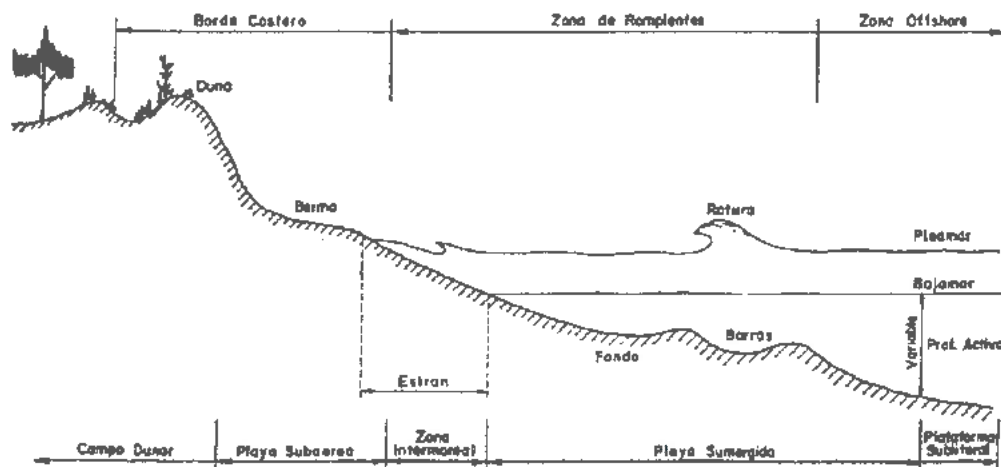 Borde Costero
Zona de Rompientes
Zona Offshore
Duna
Berma
Rotura
Pleamar
Bajamar
Variable
Prof. Activa
Barras
Fondo
Estran
Campo Dunar
Playa Subaerea
Zona
Intermareal
Playa Sumergida
Plataforma
Sublitoral